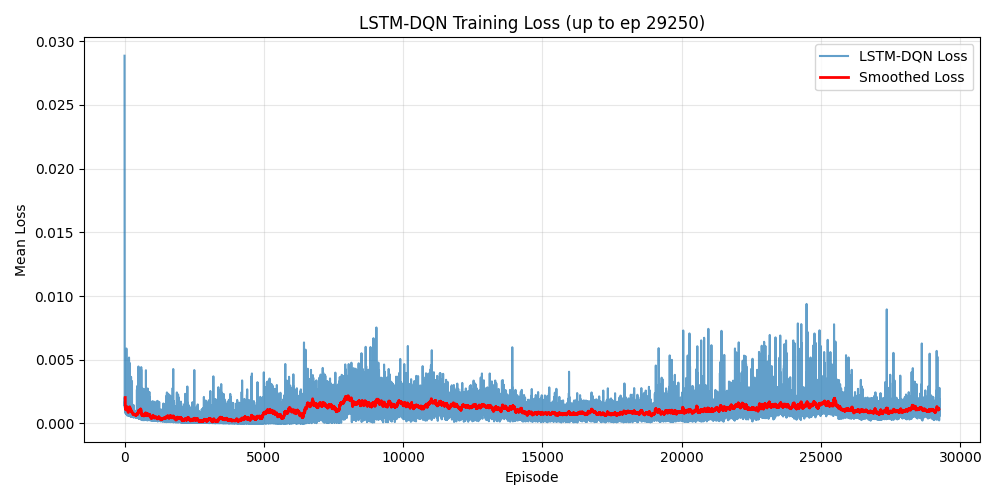 LSTM-DQN Training Loss (up to ep 29250)
LSTM-DQN Loss
Smoothed Loss
Mean Loss
0.030
0.025
0.020
0.015
0.010
0.005
0.000
0 5000 10000 15000 20000 25000 30000
Episode